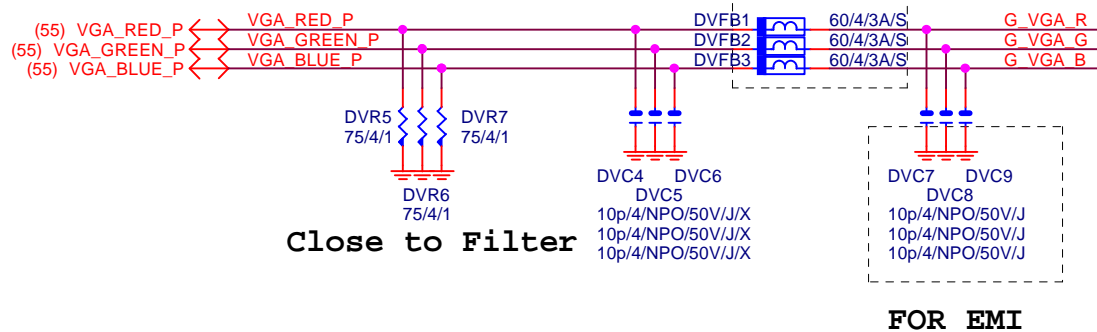 (55) VGA_RED_P VGA_RED_P DVFB1 60/4/3A/S G_VGA_R
(55) VGA_GREEN_P VGA_GREEN_P DVFB2 60/4/3A/S G_VGA_G
(55) VGA_BLUE_P VGA_BLUE_P DVFB3 60/4/3A/S G_VGA_B
DVR5 DVR7
75/4/1 75/4/1
DVR6
75/4/1
Close to Filter
DVC4 DVC6
DVC5
10p/4/NPO/50V/J/X
10p/4/NPO/50V/J/X
10p/4/NPO/50V/J/X
DVC7 DVC9
DVC8
10p/4/NPO/50V/J
10p/4/NPO/50V/J
10p/4/NPO/50V/J
FOR EMI